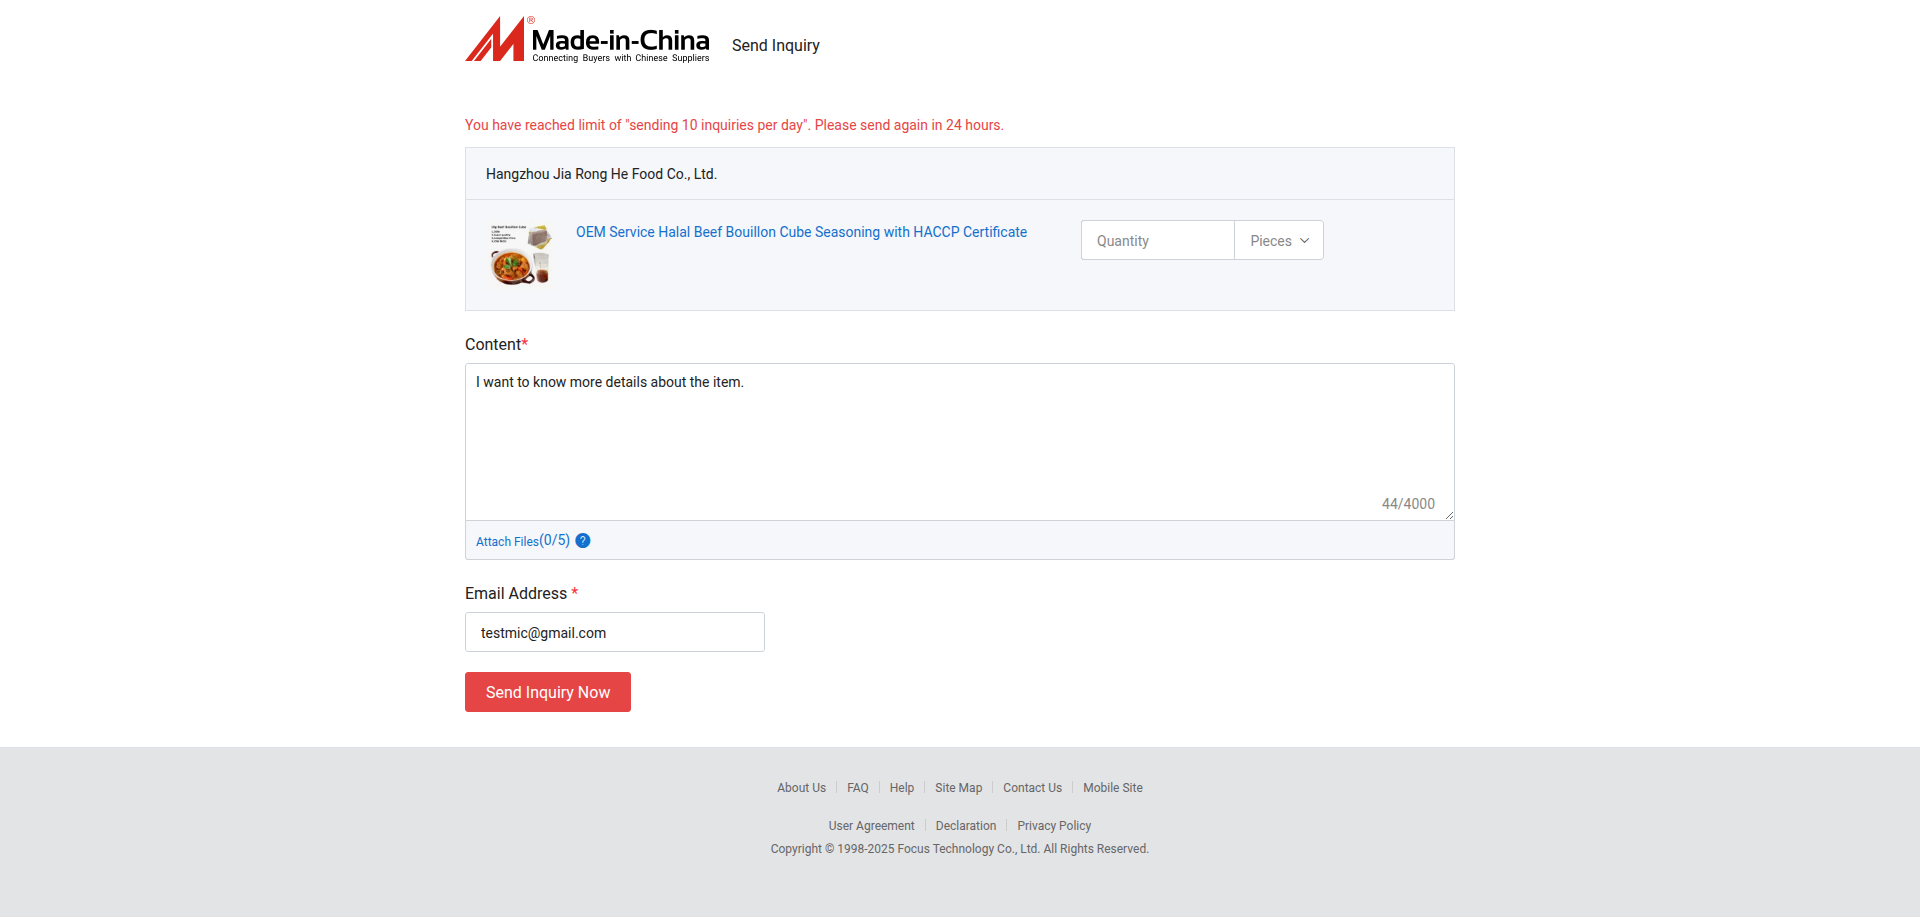 Made-in-China®
Connecting Buyers with Chinese Suppliers
Send Inquiry
You have reached limit of "sending 10 inquiries per day". Please send again in 24 hours.
Hangzhou Jia Rong He Food Co., Ltd.
OEM Service Halal Beef Bouillon Cube Seasoning with HACCP Certificate
Quantity
Pieces
Content*
I want to know more details about the item.
44/4000
Attach Files(0/5) ?
Email Address *
testmic@gmail.com
Send Inquiry Now
About Us FAQ Help Site Map Contact Us Mobile Site
User Agreement Declaration Privacy Policy
Copyright © 1998-2025 Focus Technology Co., Ltd. All Rights Reserved.